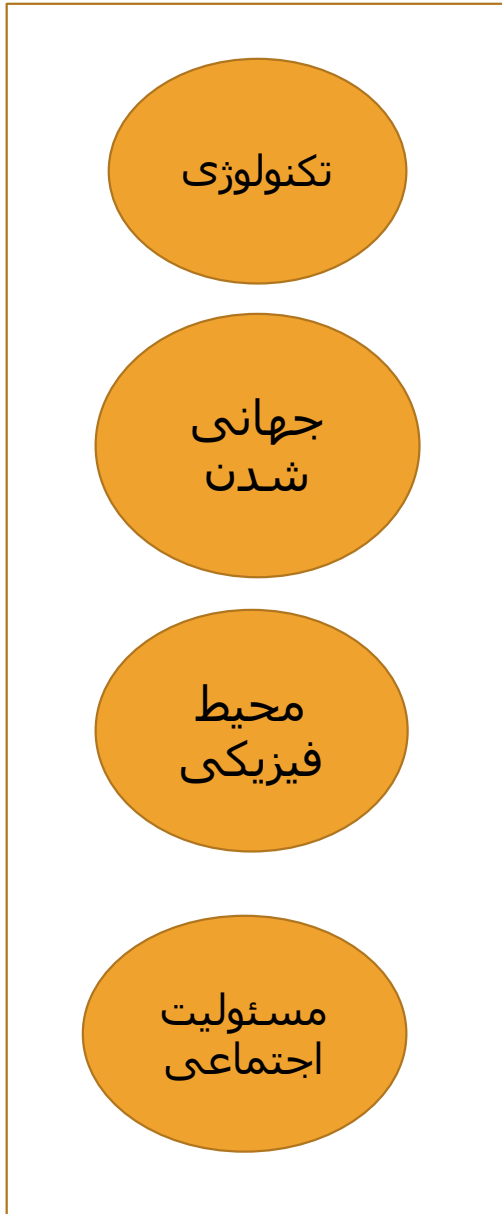 تکنولوژی
جهانی
شدن
محیط
فیزیکی
مسئولیت
اجتماعی